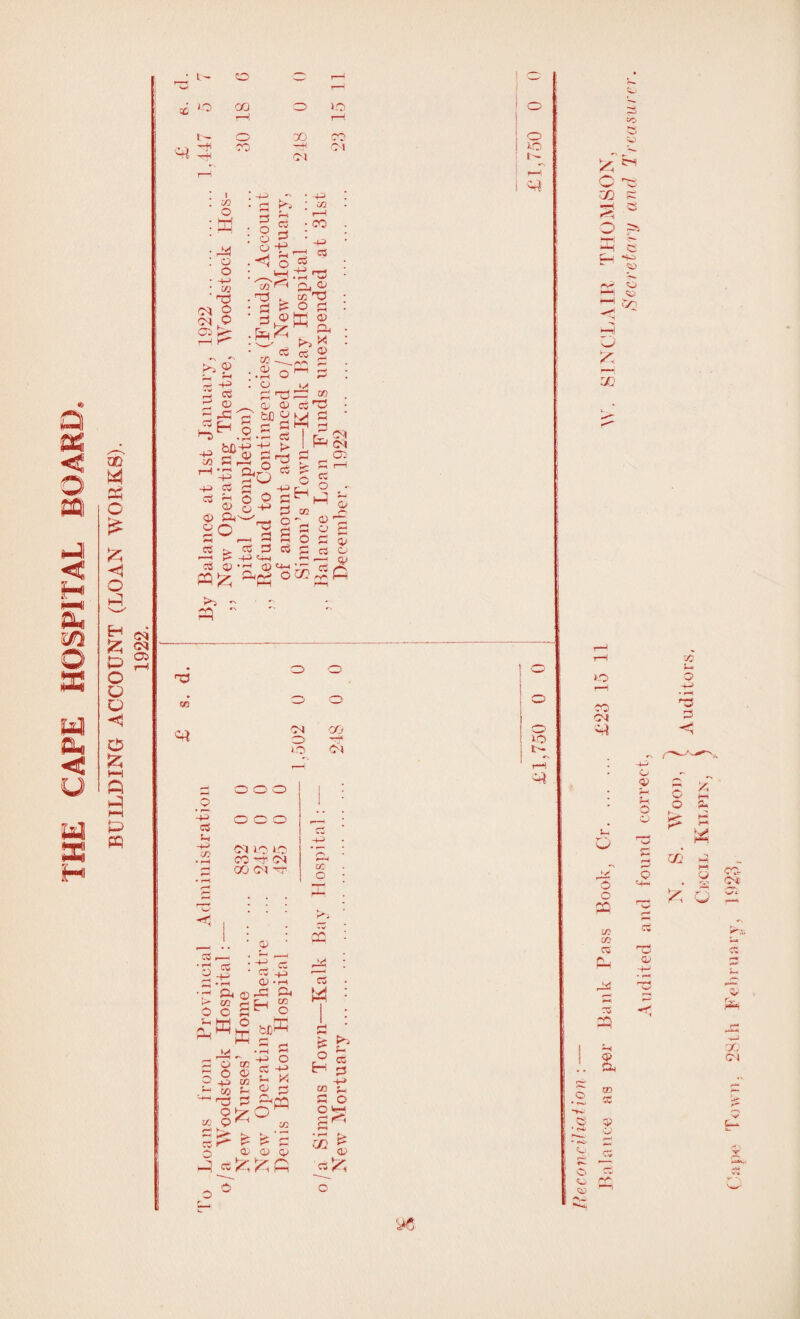 THE CAPE HOSPITAL BOARD.
BUILDING ACCOUNT (LOAN WORKS).
1922.
£ s. d.
To Loans from Provincial Administration
o/a Woodstock Hospital:—
New Nurses' Home ... ... 832 0 0
New Operating Theatre ... 245 0 0
Denis Buxton Hospital ... ... 425 0 0
1,502 0 0
o/a Simons Town—Kalk Bay Hospital:—
New Mortuary ... ... ... ... ... 248 0 0
£1,750 0 0
£ s. d.
By Balance at 1st January, 1922 ... ... ... ... 1,447 5 7
,, New Operating Theatre, Woodstock Hos-
pital (completion) ... ... ... ... ... 30 18 6
,, Refund to Contingencies (Funds) Account
of amount advanced o/a New Mortuary,
Simon's Town—Kalk Bay Hospital ... ... 248 0 0
,, Balance Loan Funds unexpended at 31st
December, 1922 ... ... ... ... ... 23 15 11
£1,750 0 0
Reconciliation:—
Balance as per Bank Pass Book, Cr. ... ... £23 15 11
W. SINCLAIR THOMSON,
Secretary and Treasurer.
Audited and found correct,
N. S. Wood, } Auditors,
Cecil Kilpin,
Cape Town, 28th February, 1923,
96